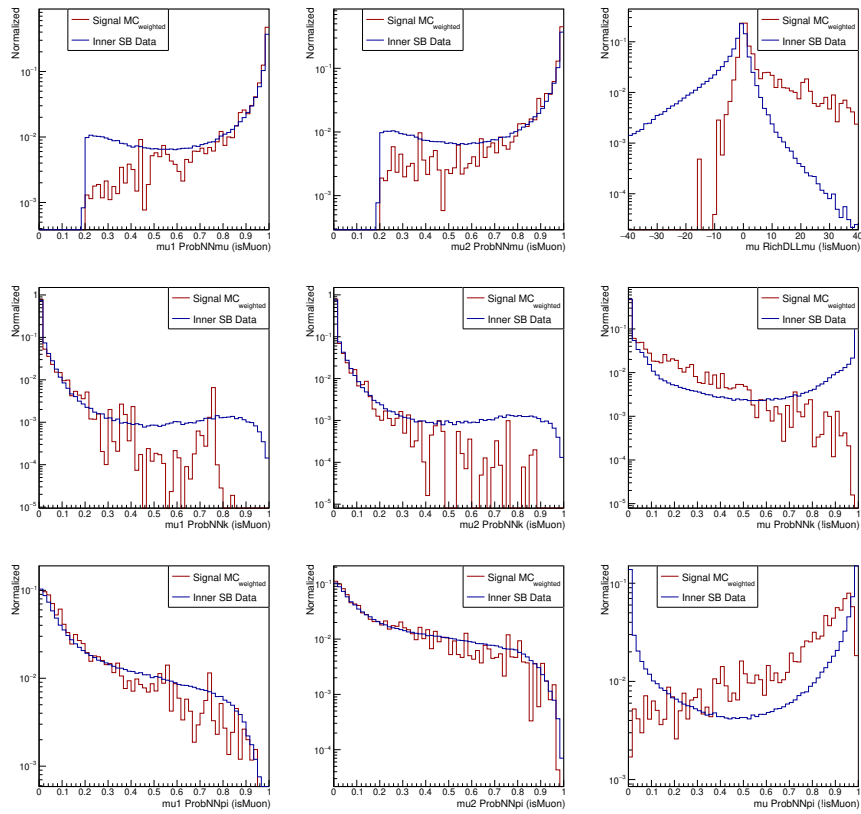 Normalized
Signal MC weighted
Inner SB Data
10⁻¹
10⁻²
10⁻³
0 0.1 0.2 0.3 0.4 0.5 0.6 0.7 0.8 0.9 1
mu1 ProbNNmu (isMuon)
Normalized
Signal MC weighted
Inner SB Data
10⁻¹
10⁻²
10⁻³
0 0.1 0.2 0.3 0.4 0.5 0.6 0.7 0.8 0.9 1
mu2 ProbNNmu (isMuon)
Normalized
Signal MC weighted
Inner SB Data
10⁻¹
10⁻²
10⁻³
10⁻⁴
−40 −30 −20 −10 0 10 20 30 40
mu RichDLLmu (!isMuon)
Normalized
Signal MC weighted
Inner SB Data
1
10⁻¹
10⁻²
10⁻³
10⁻⁴
10⁻⁵
0 0.1 0.2 0.3 0.4 0.5 0.6 0.7 0.8 0.9 1
mu1 ProbNNk (isMuon)
Normalized
Signal MC weighted
Inner SB Data
1
10⁻¹
10⁻²
10⁻³
10⁻⁴
10⁻⁵
0 0.1 0.2 0.3 0.4 0.5 0.6 0.7 0.8 0.9 1
mu2 ProbNNk (isMuon)
Normalized
Signal MC weighted
Inner SB Data
10⁻¹
10⁻²
10⁻³
10⁻⁴
10⁻⁵
0 0.1 0.2 0.3 0.4 0.5 0.6 0.7 0.8 0.9 1
mu ProbNNk (!isMuon)
Normalized
Signal MC weighted
Inner SB Data
10⁻¹
10⁻²
10⁻³
0 0.1 0.2 0.3 0.4 0.5 0.6 0.7 0.8 0.9 1
mu1 ProbNNpi (isMuon)
Normalized
Signal MC weighted
Inner SB Data
10⁻¹
10⁻²
10⁻³
10⁻⁴
0 0.1 0.2 0.3 0.4 0.5 0.6 0.7 0.8 0.9 1
mu2 ProbNNpi (isMuon)
Normalized
Signal MC weighted
Inner SB Data
10⁻¹
10⁻²
10⁻³
0 0.1 0.2 0.3 0.4 0.5 0.6 0.7 0.8 0.9 1
mu ProbNNpi (!isMuon)